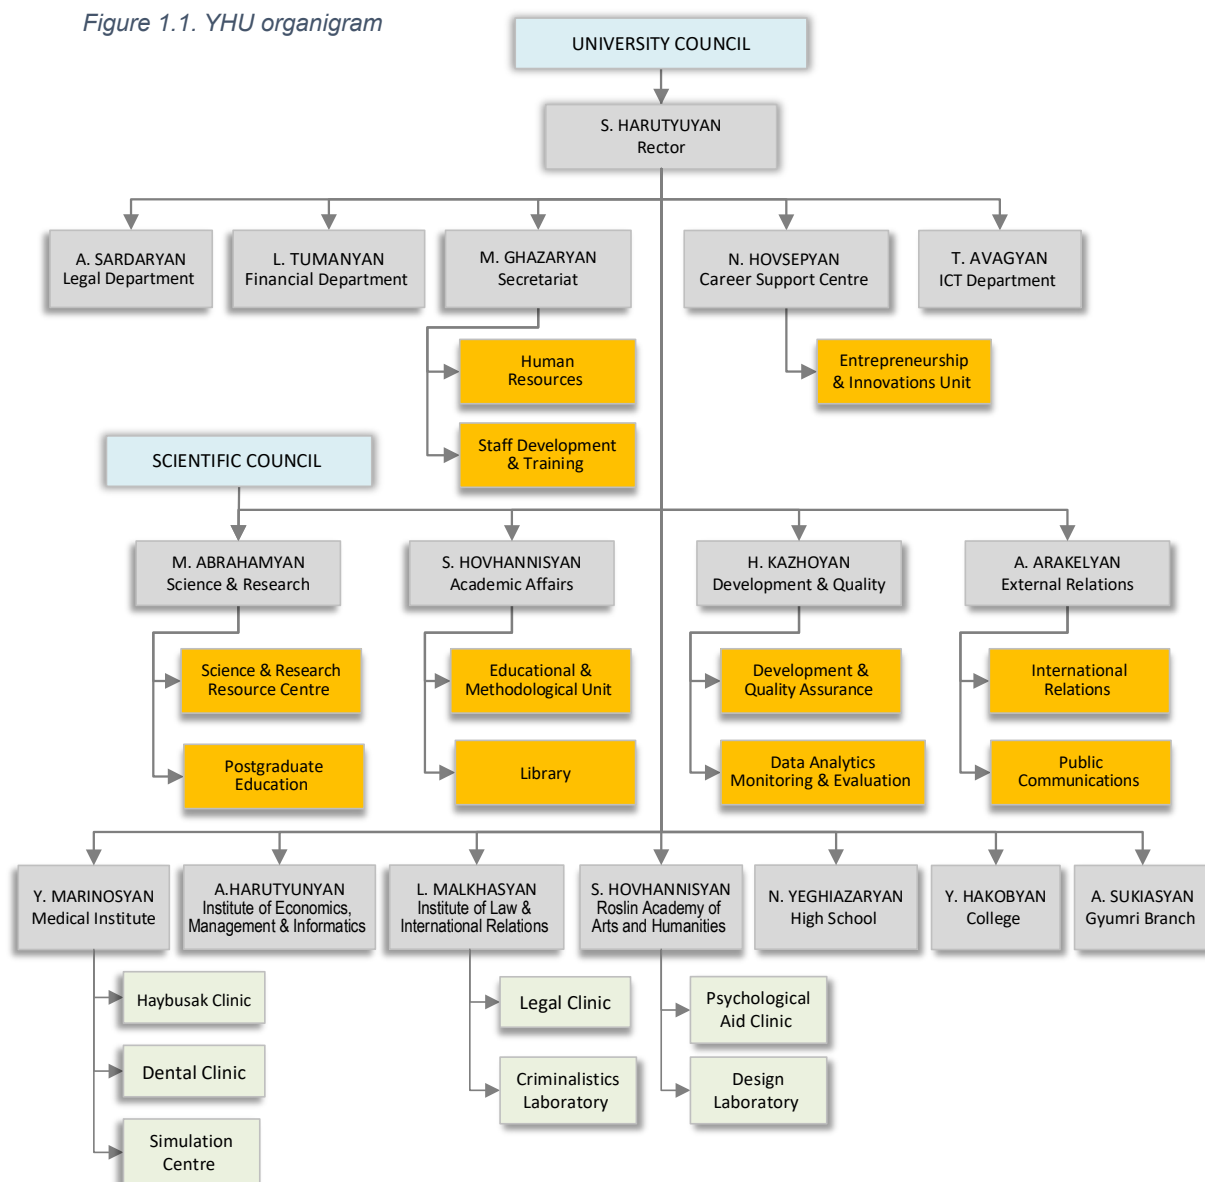 Figure 1.1. YHU organigram
UNIVERSITY COUNCIL
S. HARUTYUYAN
Rector
A. SARDARYAN
Legal Department
L. TUMANYAN
Financial Department
M. GHAZARYAN
Secretariat
N. HOVSEPYAN
Career Support Centre
T. AVAGYAN
ICT Department
Human
Resources
Entrepreneurship
& Innovations Unit
Staff Development
& Training
SCIENTIFIC COUNCIL
M. ABRAHAMYAN
Science & Research
S. HOVHANNISYAN
Academic Affairs
H. KAZHOYAN
Development & Quality
A. ARAKELYAN
External Relations
Science & Research
Resource Centre
Educational &
Methodological Unit
Development &
Quality Assurance
International
Relations
Postgraduate
Education
Library
Data Analytics
Monitoring & Evaluation
Public
Communications
Y. MARINOSYAN
Medical Institute
A.HARUTYUNYAN
Institute of Economics,
Management & Informatics
L. MALKHASYAN
Institute of Law &
International Relations
S. HOVHANNISYAN
Roslin Academy of
Arts and Humanities
N. YEGHIAZARYAN
High School
Y. HAKOBYAN
College
A. SUKIASYAN
Gyumri Branch
Haybusak Clinic
Legal Clinic
Psychological
Aid Clinic
Dental Clinic
Criminalistics
Laboratory
Design
Laboratory
Simulation
Centre